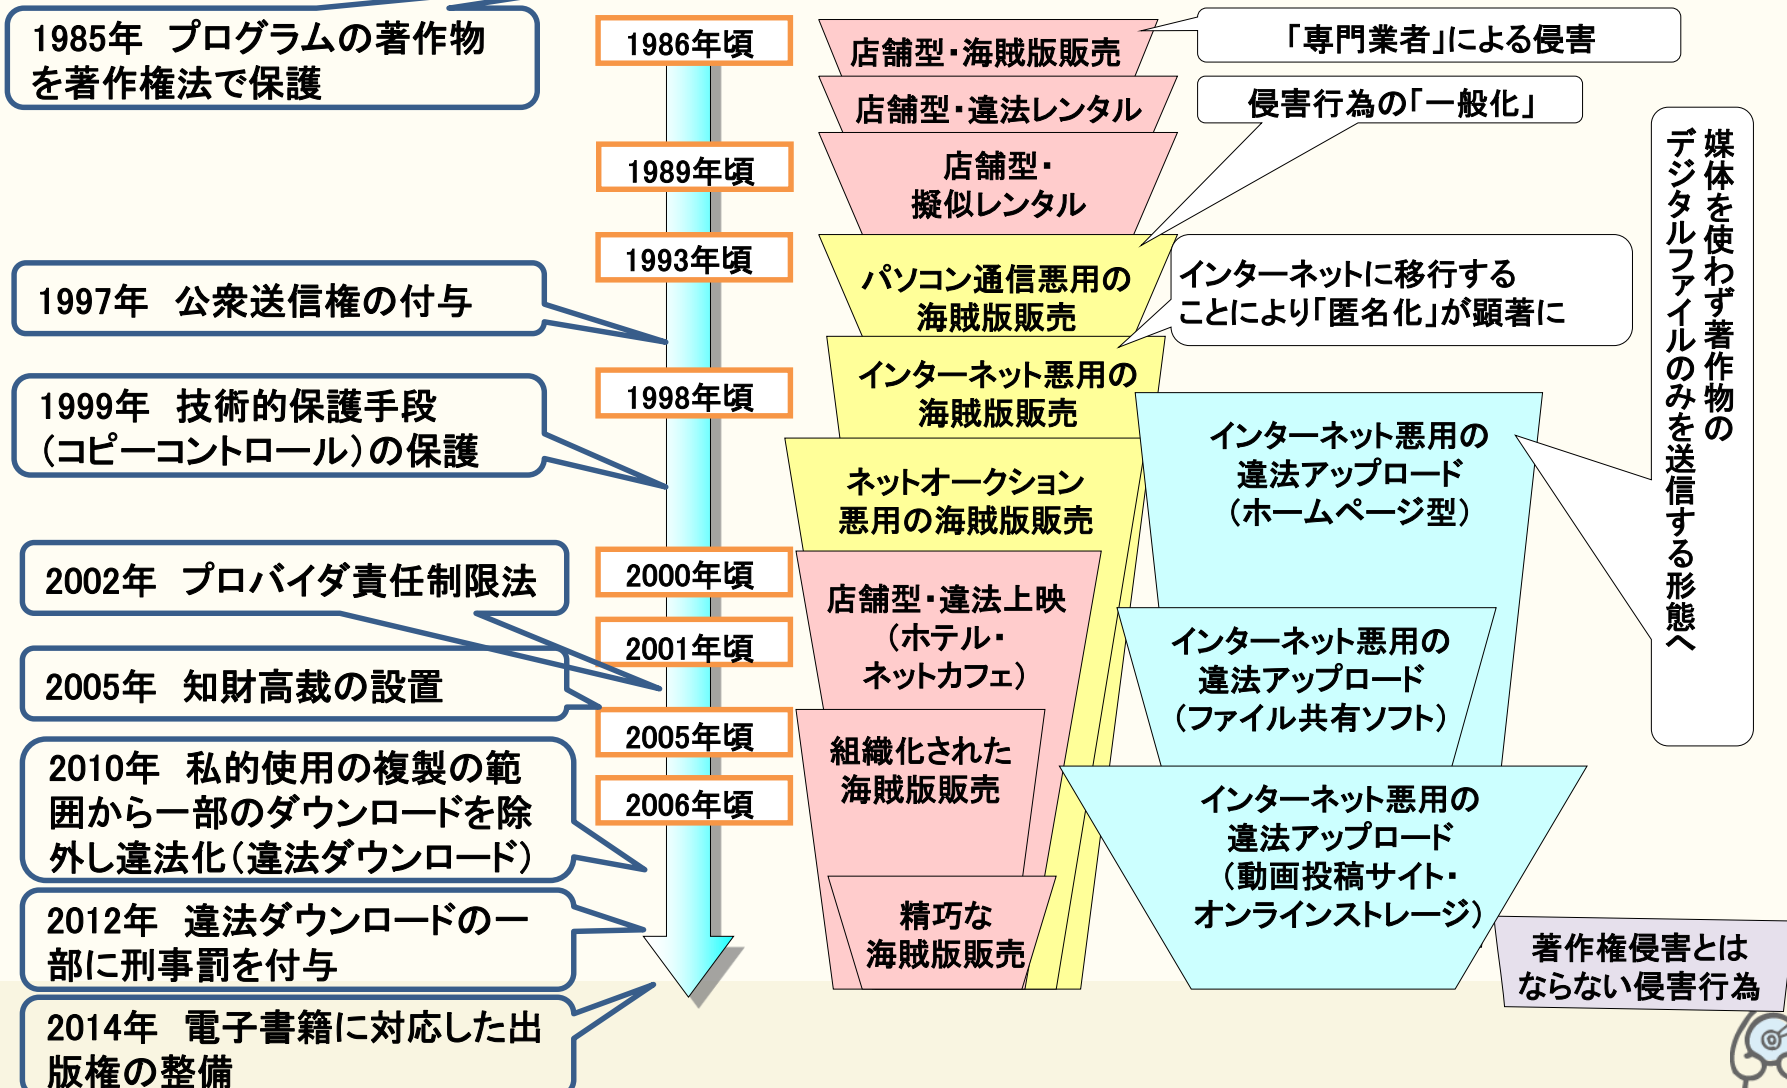 1985年 プログラムの著作物
を著作権法で保護
1997年 公衆送信権の付与
1999年 技術的保護手段
（コピーコントロール）の保護
2002年 プロバイダ責任制限法
2005年 知財高裁の設置
2010年 私的使用の複製の範
囲から一部のダウンロードを除
外し違法化（違法ダウンロード）
2012年 違法ダウンロードの一
部に刑事罰を付与
2014年 電子書籍に対応した出
版権の整備
1986年頃
1989年頃
1993年頃
1998年頃
2000年頃
2001年頃
2005年頃
2006年頃
店舗型・海賊版販売
店舗型・違法レンタル
店舗型・
擬似レンタル
パソコン通信悪用の
海賊版販売
インターネット悪用の
海賊版販売
ネットオークション
悪用の海賊版販売
店舗型・違法上映
（ホテル・
ネットカフェ）
組織化された
海賊版販売
精巧な
海賊版販売
「専門業者」による侵害
侵害行為の「一般化」
インターネットに移行する
ことにより「匿名化」が顕著に
インターネット悪用の
違法アップロード
（ホームページ型）
インターネット悪用の
違法アップロード
（ファイル共有ソフト）
インターネット悪用の
違法アップロード
（動画投稿サイト・
オンラインストレージ）
媒体を使わず著作物の
デジタルファイルのみを送信する形態へ
著作権侵害とは
ならない侵害行為